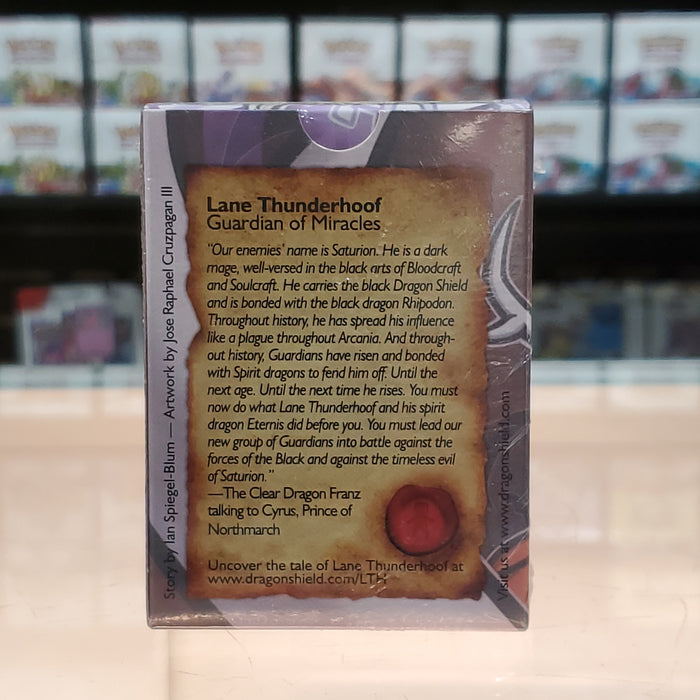 Lane Thunderhoof
Guardian of Miracles
"Our enemies' name is Saturion. He is a dark
mage, well-versed in the black arts of Bloodcraft
and Soulcraft. He carries the black Dragon Shield
and is bonded with the black dragon Rhipodon.
Throughout history, he has spread his influence
like a plague throughout Arcania. And through-
out history, Guardians have risen and bonded
with Spirit dragons to fend him off. Until the
next age. Until the next time he rises. You must
now do what Lane Thunderhoof and his spirit
dragon Eternis did before you. You must lead our
new group of Guardians into battle against the
forces of the Black and against the timeless evil
of Saturion."
—The Clear Dragon Franz
talking to Cyrus, Prince of
Northmarch
Uncover the tale of Lane Thunderhoof at
www.dragonshield.com/LTH
Story by Ian Spiegel-Blum — Artwork by Jose Raphael Cruzpagan III
Visit us at www.dragonshield.com